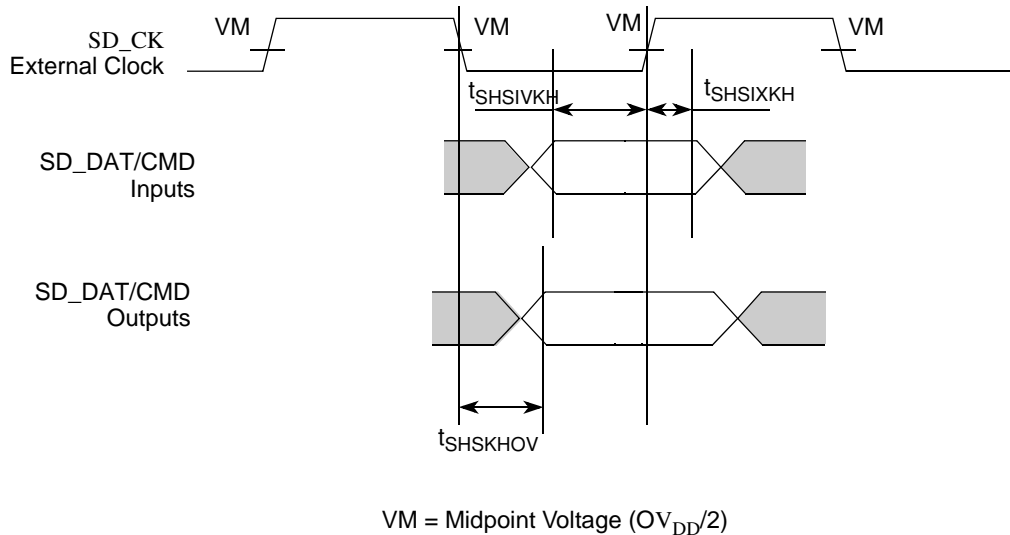 VM VM VM VM
SD_CK
External Clock
tSHSIVKH tSHSIXKH
SD_DAT/CMD
Inputs
SD_DAT/CMD
Outputs
tSHSKHOV
VM = Midpoint Voltage (OVDD/2)